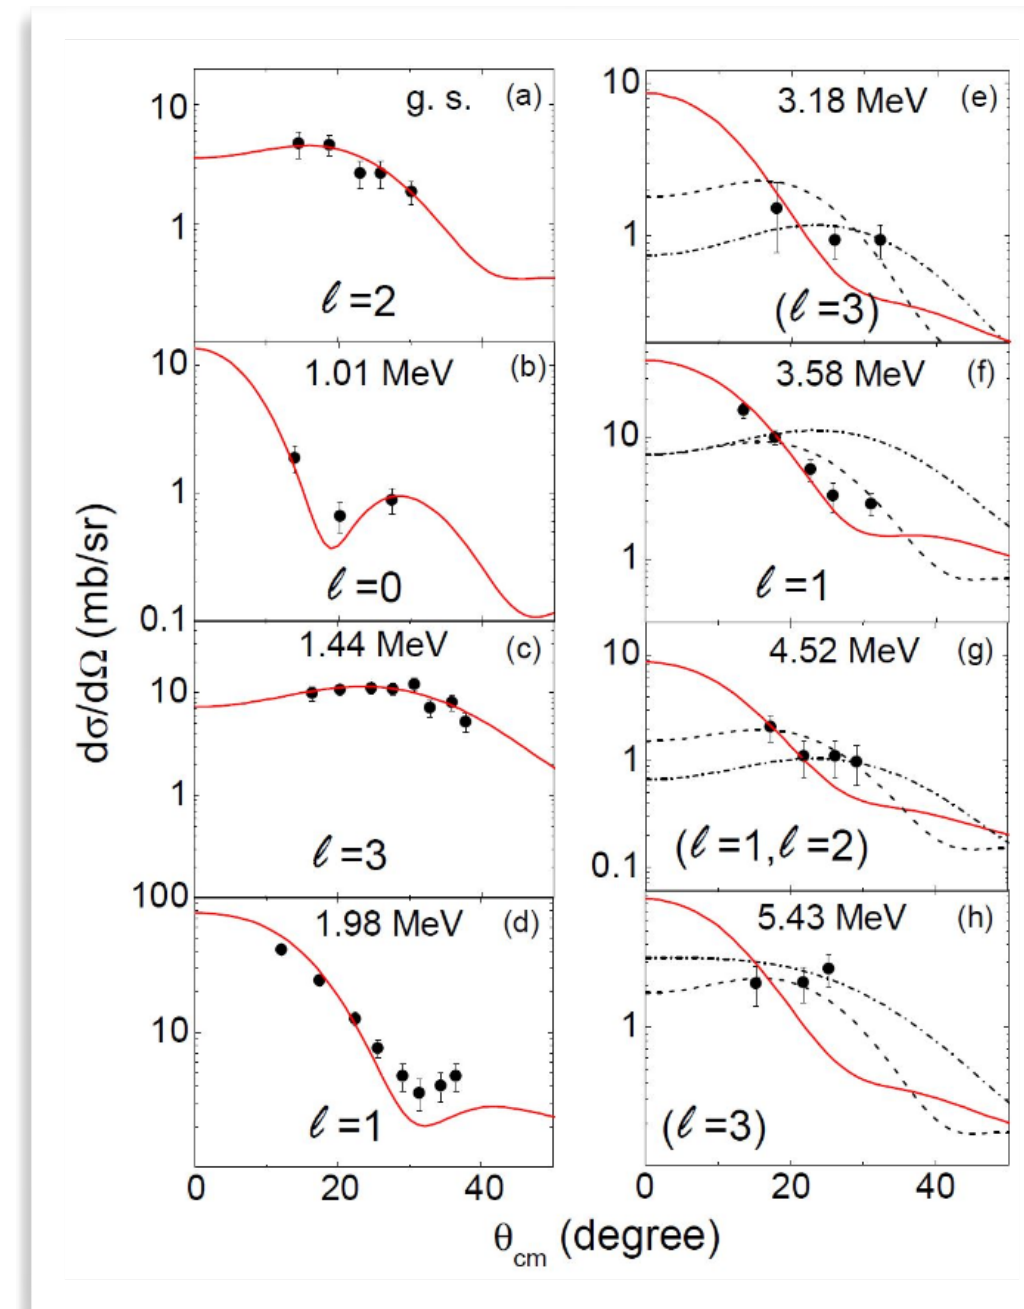 g. s. (a)
10
1
ℓ =2
1.01 MeV (b)
10
1
0.1
ℓ =0
1.44 MeV (c)
10
1
ℓ =3
100
1.98 MeV (d)
10
ℓ =1
0 20 40
3.18 MeV (e)
10
1
(ℓ =3)
3.58 MeV (f)
10
1
ℓ =1
4.52 MeV (g)
10
1
0.1
(ℓ =1,ℓ =2)
5.43 MeV (h)
1
(ℓ =3)
0 20 40
dσ/dΩ (mb/sr)
θcm (degree)